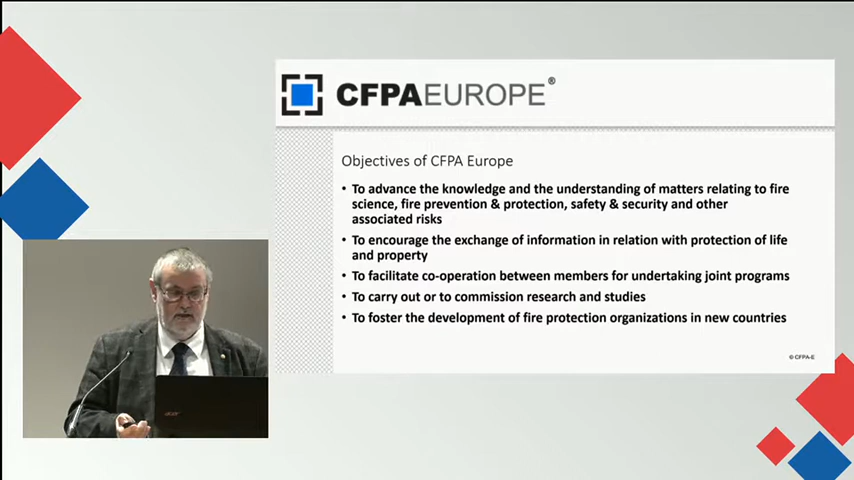 CFPAEUROPE®
Objectives of CFPA Europe
• To advance the knowledge and the understanding of matters relating to fire
science, fire prevention & protection, safety & security and other
associated risks
• To encourage the exchange of information in relation with protection of life
and property
• To facilitate co-operation between members for undertaking joint programs
• To carry out or to commission research and studies
• To foster the development of fire protection organizations in new countries
© CFPA-E
acer